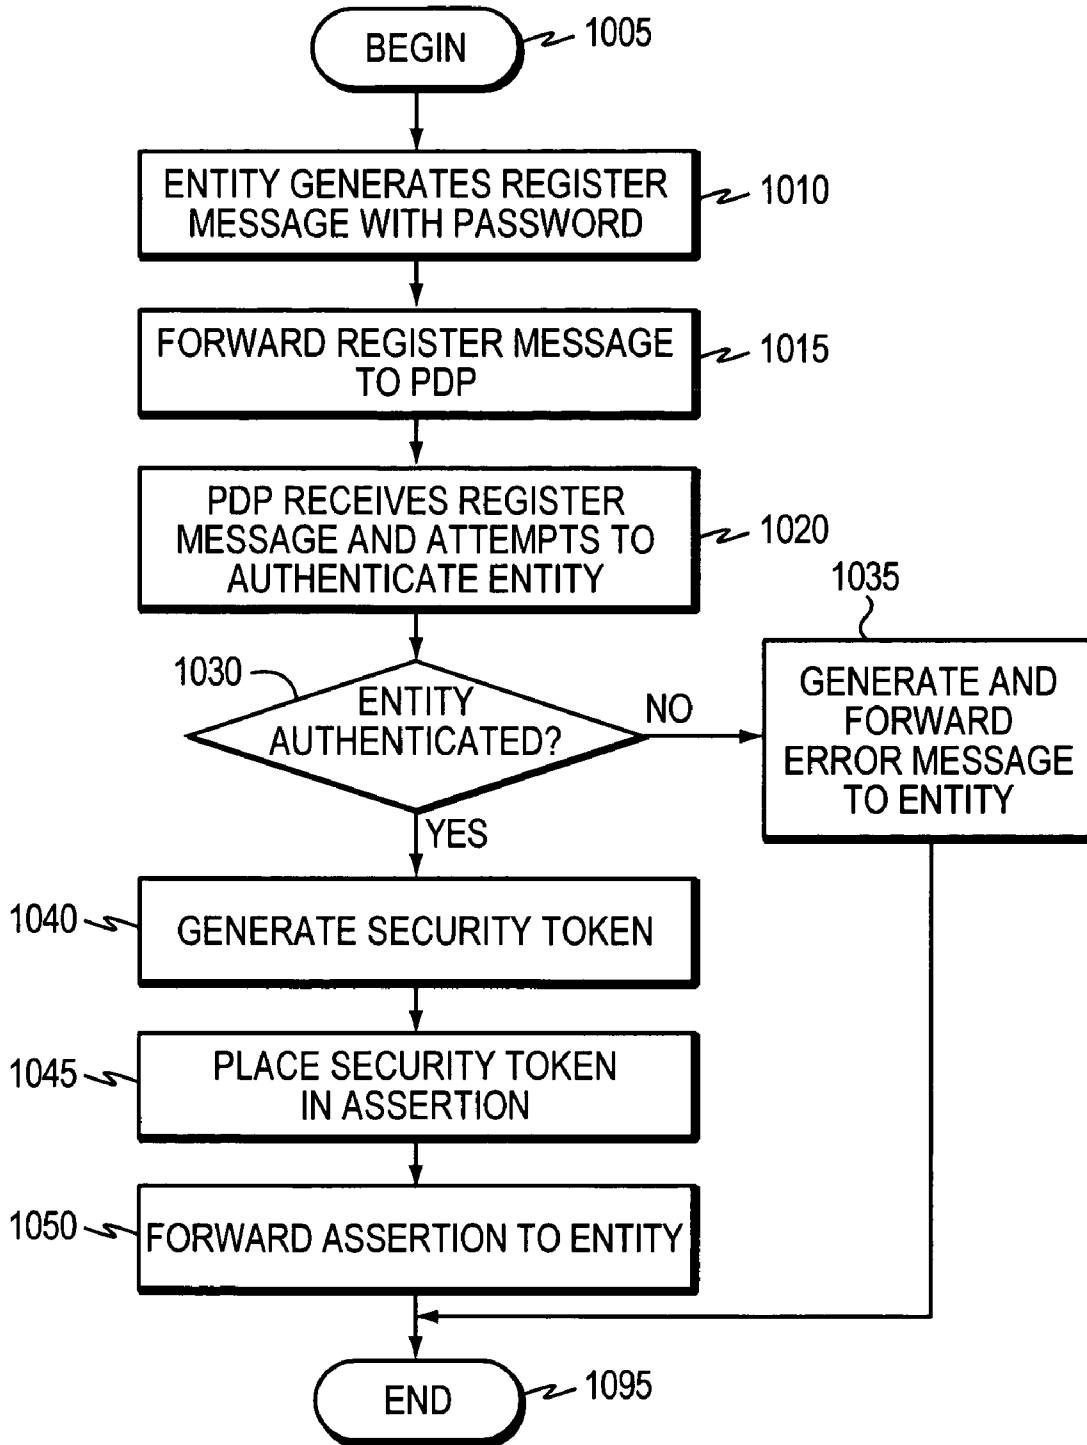 BEGIN
1005
ENTITY GENERATES REGISTER
MESSAGE WITH PASSWORD
1010
FORWARD REGISTER MESSAGE
TO PDP
1015
PDP RECEIVES REGISTER
MESSAGE AND ATTEMPTS TO
AUTHENTICATE ENTITY
1020
1030
ENTITY
AUTHENTICATED?
NO
1035
GENERATE AND
FORWARD
ERROR MESSAGE
TO ENTITY
YES
1040
GENERATE SECURITY TOKEN
1045
PLACE SECURITY TOKEN
IN ASSERTION
1050
FORWARD ASSERTION TO ENTITY
END
1095